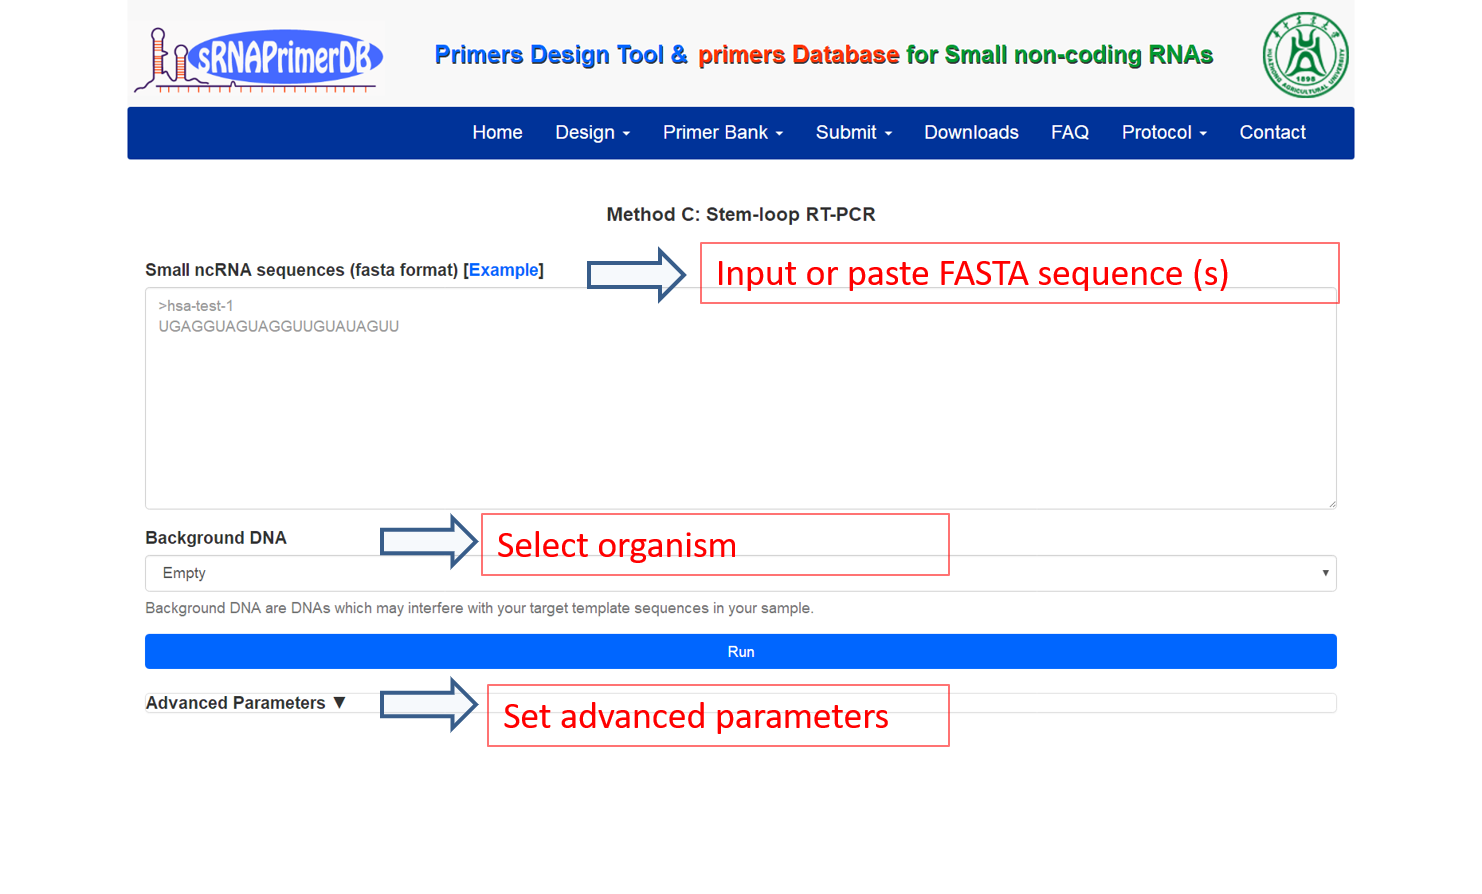 sRNAPrimerDB
Primers Design Tool & primers Database for Small non-coding RNAs
HUAZHONG AGRICULTURAL UNIVERSITY
1898
Home Design Primer Bank Submit Downloads FAQ Protocol Contact
Method C: Stem-loop RT-PCR
Small ncRNA sequences (fasta format) [Example]
Input or paste FASTA sequence (s)
>hsa-test-1
UGAGGUAGUAGGUUGUAUAGUU
Background DNA
Select organism
Empty
Background DNA are DNAs which may interfere with your target template sequences in your sample.
Run
Advanced Parameters ▼
Set advanced parameters